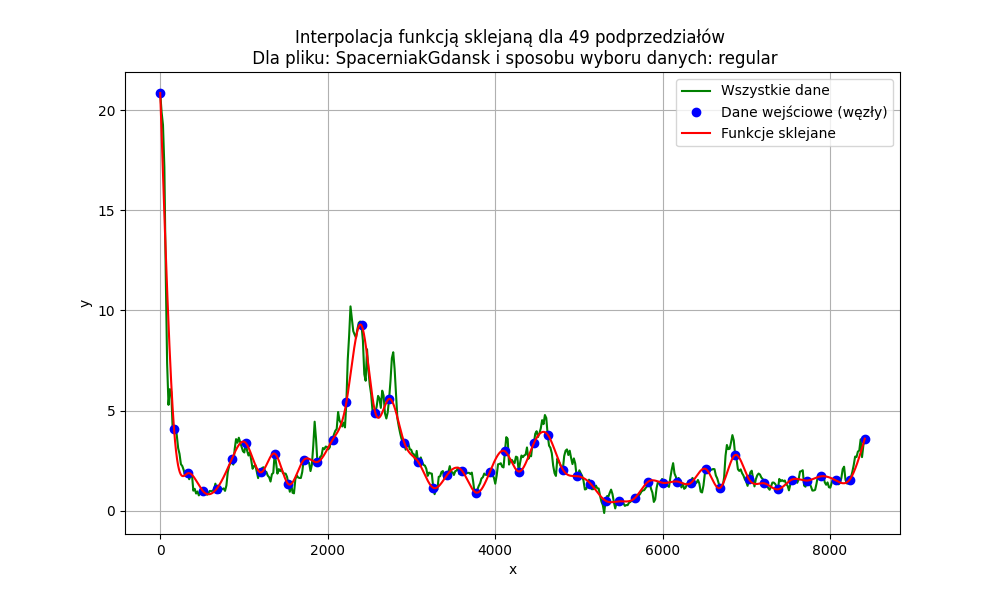 Interpolacja funkcją sklejaną dla 49 podprzedziałów
Dla pliku: SpacerniakGdansk i sposobu wyboru danych: regular
Wszystkie dane
Dane wejściowe (węzły)
Funkcje sklejane
20
15
10
5
0
y
0 2000 4000 6000 8000
x